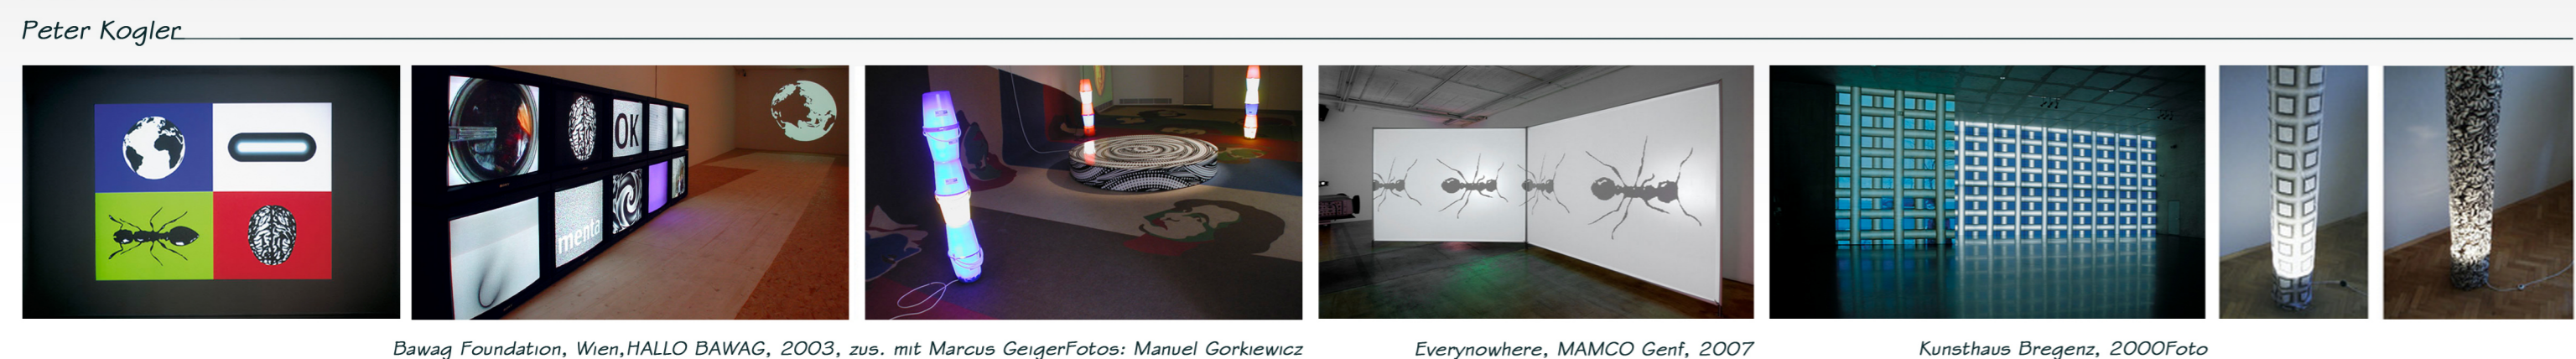 Peter Kogler
OK
menta
Bawag Foundation, Wien,HALLO BAWAG, 2003, zus. mit Marcus GeigerFotos: Manuel Gorkiewicz
Everynowhere, MAMCO Genf, 2007
Kunsthaus Bregenz, 2000Foto